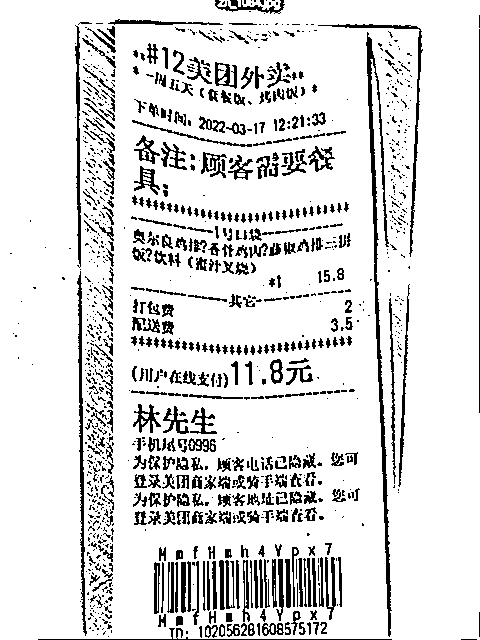 #12美团外卖
*一周五天（套餐饭、烤肉饭）*
下单时间: 2022-03-17 12:21:33
备注: 顾客需要餐
具;
1号口袋
奥尔良鸡排?香酥鸡肉?藤椒鸡排三拼
饭?饮料（蜜汁叉烧）
*1 15.8
其它
打包费 2
配送费 3.5
(用户在线支付)11.8元
林先生
手机尾号0996
为保护隐私，顾客电话已隐藏，您可
登录美团商家端或骑手端查看。
为保护隐私，顾客地址已隐藏，您可
登录美团商家端或骑手端查看。
MmfHmh4Ypx7
MmfHmh4Ypx7
ID: 102056281608575172